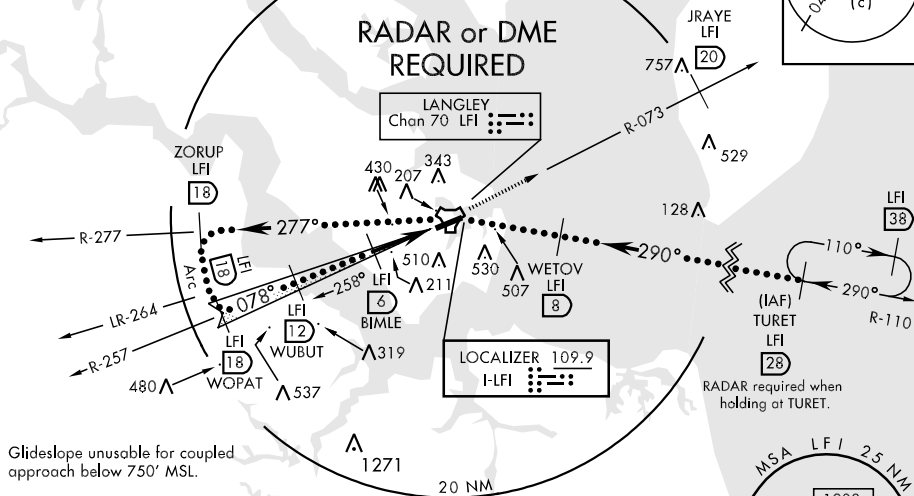 RADAR or DME
REQUIRED
(c)
JRAYE
LFI
20
757
LANGLEY
Chan 70 LFI
R-073
529
ZORUP
LFI
18
430
343
207
128
LFI
38
R-277
277°
290°
110°
290°
R-110
Arc
18
LFI
510
530
507
WETOV
LFI
8
211
078°
258°
LFI
6
BIMLE
(IAF)
TURET
LFI
28
RADAR required when
holding at TURET.
LR-264
R-257
LFI
12
WUBUT
LFI
18
WOPAT
319
480
537
LOCALIZER 109.9
I-LFI
Glideslope unusable for coupled
approach below 750' MSL.
1271
20 NM
MSA LFI 25 NM